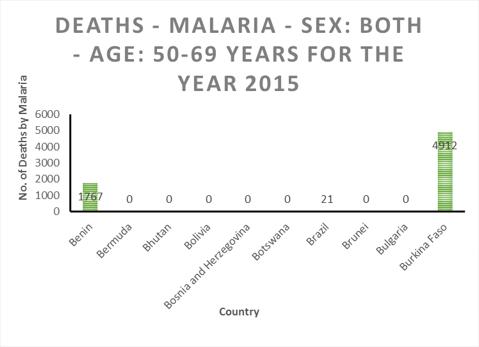 DEATHS - MALARIA - SEX: BOTH
- AGE: 50-69 YEARS FOR THE
YEAR 2015
No. of Deaths by Malaria
6000
5000
4000
3000
2000
1000
0
1767
0
0
0
0
0
21
0
0
4912
Benin
Bermuda
Bhutan
Bolivia
Bosnia and Herzegovina
Botswana
Brazil
Brunei
Bulgaria
Burkina Faso
Country